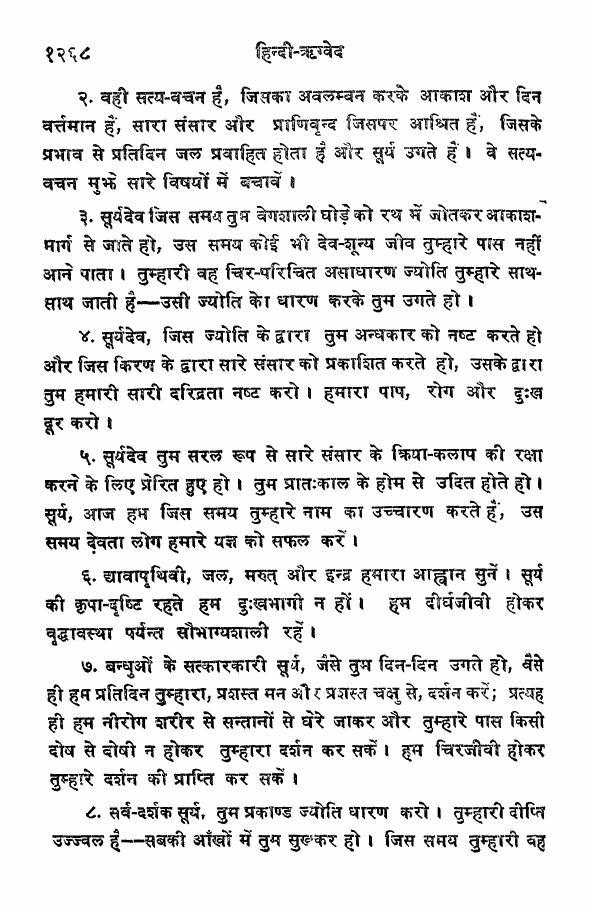 १२६८ हिन्दी-ऋग्वेद
२. वही सत्य-वचन है, जिसका अवलम्बन करके आकाश और दिन
वर्त्तमान हैं, सारा संसार और प्राणिवृन्द जिसपर आश्रित हैं, जिसके
प्रभाव से प्रतिदिन जल प्रवाहित होता है और सूर्य उगते हैं। वे सत्य-
वचन मुझे सारे विषयों में बचावें।
३. सूर्यदेव जिस समय तुम वेगशाली घोड़े को रथ में जोतकर आकाश-
मार्ग से जाते हो, उस समय कोई भी देव-शून्य जीव तुम्हारे पास नहीं
आने पाता। तुम्हारी वह चिर-परिचित असाधारण ज्योति तुम्हारे साथ-
साथ जाती है—उसी ज्योति को धारण करके तुम उगते हो।
४. सूर्यदेव, जिस ज्योति के द्वारा तुम अन्धकार को नष्ट करते हो
और जिस किरण के द्वारा सारे संसार को प्रकाशित करते हो, उसके द्वारा
तुम हमारी सारी दरिद्रता नष्ट करो। हमारा पाप, रोग और दुःख
दूर करो।
५. सूर्यदेव तुम सरल रूप से सारे संसार के क्रिया-कलाप की रक्षा
करने के लिए प्रेरित हुए हो। तुम प्रातःकाल के होम से उदित होते हो।
सूर्य, आज हम जिस समय तुम्हारे नाम का उच्चारण करते हैं, उस
समय देवता लोग हमारे यज्ञ को सफल करें।
६. द्यावापृथिवी, जल, मरुत् और इन्द्र हमारा आह्वान सुनें। सूर्य
की कृपा-दृष्टि रहते हम दुःखभागी न हों। हम दीर्घजीवी होकर
वृद्धावस्था पर्यन्त सौभाग्यशाली रहें।
७. बन्धुओं के सत्कारकारी सूर्य, जैसे तुम दिन-दिन उगते हो, वैसे
ही हम प्रतिदिन तुम्हारा, प्रशस्त मन और प्रशस्त चक्षु से, दर्शन करें; प्रत्यह
ही हम नीरोग शरीर से सन्तानों से घेरे जाकर और तुम्हारे पास किसी
दोष से दोषी न होकर तुम्हारा दर्शन कर सकें। हम चिरजीवी होकर
तुम्हारे दर्शन की प्राप्ति कर सकें।
८. सर्व-दर्शक सूर्य, तुम प्रकाण्ड ज्योति धारण करो। तुम्हारी दीप्ति
उज्ज्वल है——सबकी आँखों में तुम सुखकर हो। जिस समय तुम्हारी वह